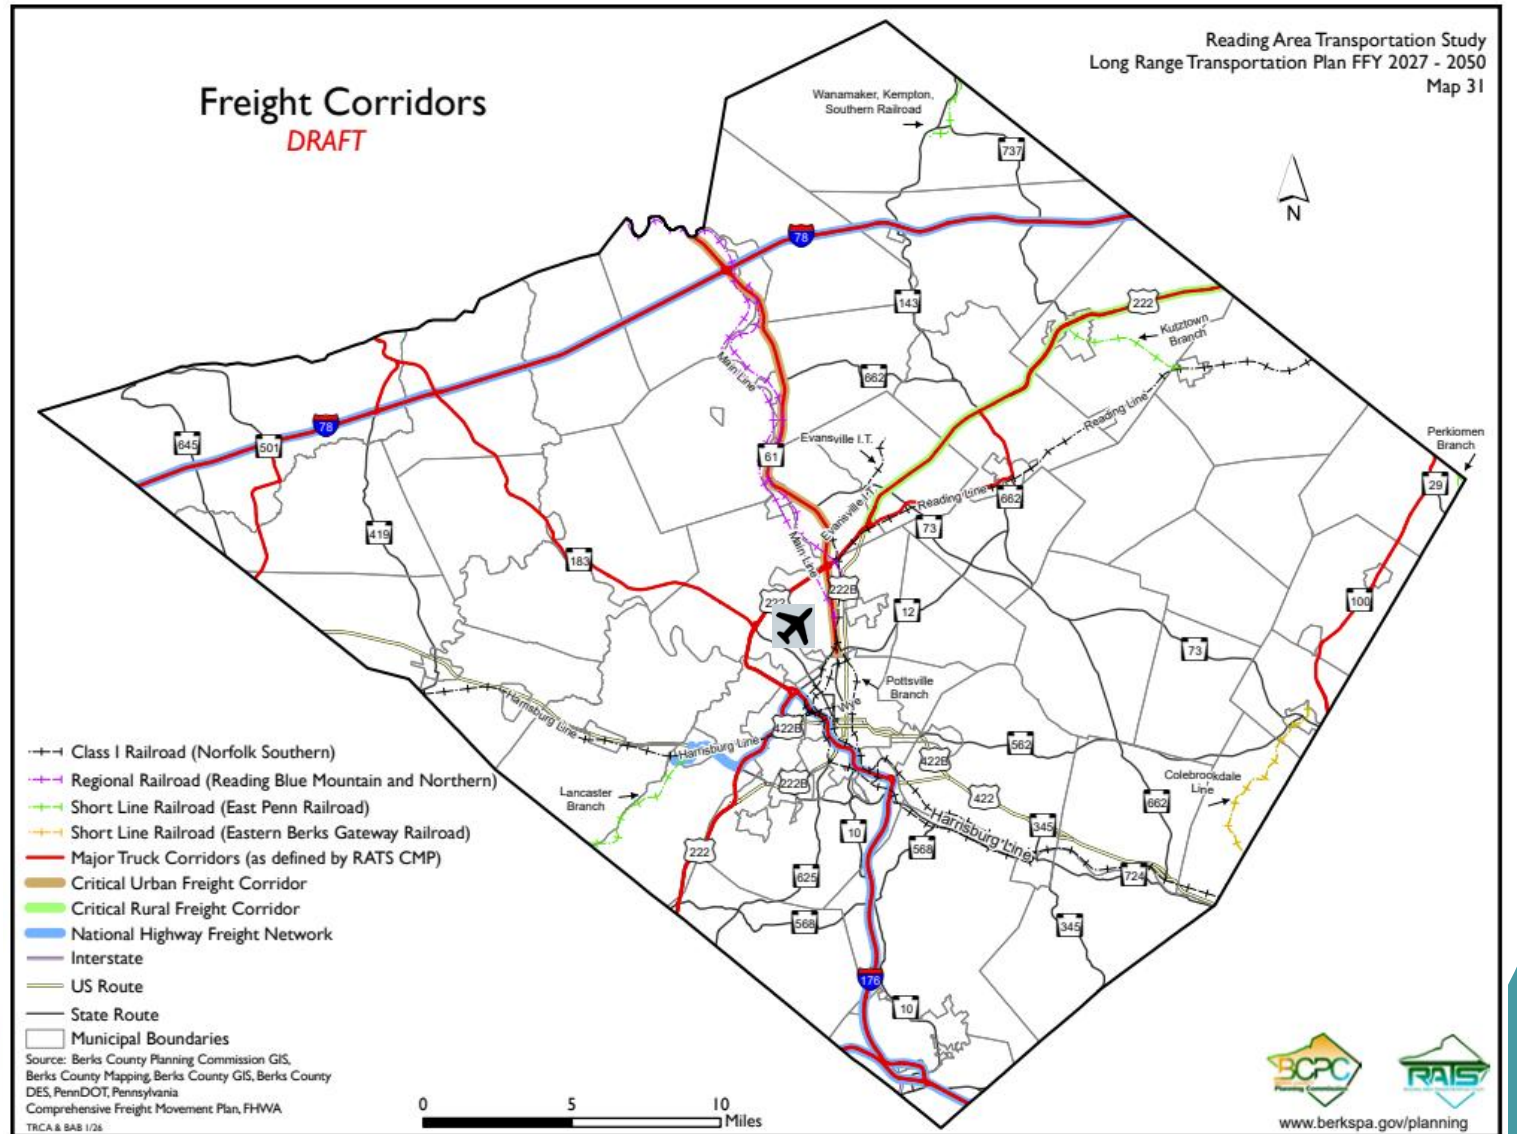 Reading Area Transportation Study
Long Range Transportation Plan FFY 2027 - 2050
Map 31
Freight Corridors
DRAFT
Wanamaker, Kempton,
Southern Railroad
737
N
78
143
222
Kutztown
Branch
Main Line
662
Reading Line
78
645
501
61
Evansville I.T.
Perkiomen
Branch
29
419
Evansville I.T.
Reading Line
662
73
Main Line
183
222
222B
12
100
73
Pottsville
Branch
Wye
Harrisburg Line
Harrisburg Line
422B
562
422B
Colebrookdale
Line
222B
Lancaster
Branch
422
662
10
345
568
Harrisburg Line
222
625
724
568
345
176
10
Class I Railroad (Norfolk Southern)
Regional Railroad (Reading Blue Mountain and Northern)
Short Line Railroad (East Penn Railroad)
Short Line Railroad (Eastern Berks Gateway Railroad)
Major Truck Corridors (as defined by RATS CMP)
Critical Urban Freight Corridor
Critical Rural Freight Corridor
National Highway Freight Network
Interstate
US Route
State Route
Municipal Boundaries
Source: Berks County Planning Commission GIS,
Berks County Mapping, Berks County GIS, Berks County
DES, PennDOT, Pennsylvania
Comprehensive Freight Movement Plan, FHWA
TRCA & BAB 1/26
0 5 10
Miles
BCPC
Planning Commission
RATS
www.berkspa.gov/planning